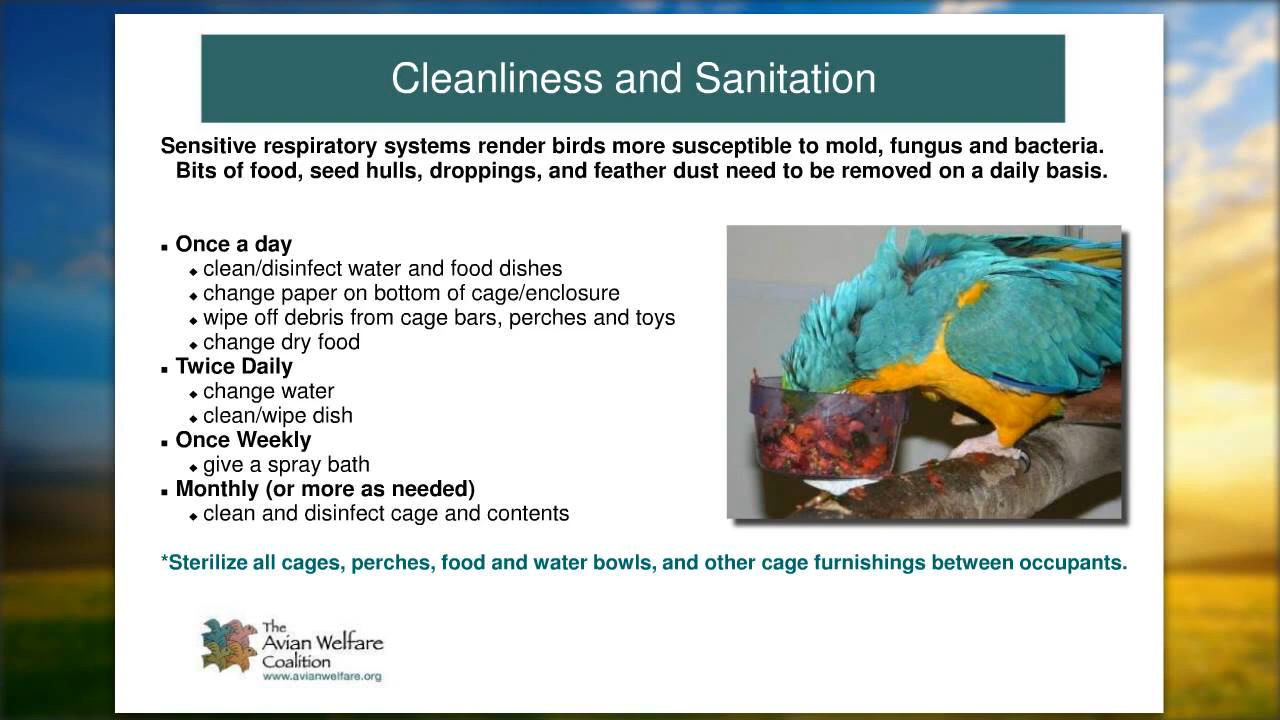 Cleanliness and Sanitation
Sensitive respiratory systems render birds more susceptible to mold, fungus and bacteria.
Bits of food, seed hulls, droppings, and feather dust need to be removed on a daily basis.
Once a day
clean/disinfect water and food dishes
change paper on bottom of cage/enclosure
wipe off debris from cage bars, perches and toys
change dry food
Twice Daily
change water
clean/wipe dish
Once Weekly
give a spray bath
Monthly (or more as needed)
clean and disinfect cage and contents
*Sterilize all cages, perches, food and water bowls, and other cage furnishings between occupants.
The
Avian Welfare
Coalition
www.avianwelfare.org